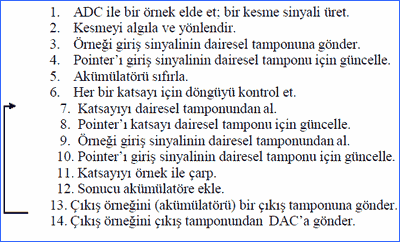 1. ADC ile bir örnek elde et; bir kesme sinyali üret.
2. Kesmeyi algıla ve yönlendir.
3. Örneği giriş sinyalinin dairesel tamponuna gönder.
4. Pointer'ı giriş sinyalinin dairesel tamponu için güncelle.
5. Akümülatörü sıfırla.
6. Her bir katsayı için döngüyü kontrol et.
7. Katsayıyı dairesel tamponundan al.
8. Pointer'ı katsayı dairesel tamponu için güncelle.
9. Örneği giriş sinyalinin dairesel tamponundan al.
10. Pointer'ı giriş sinyalinin dairesel tamponu için güncelle.
11. Katsayıyı örnek ile çarp.
12. Sonucu akümülatöre ekle.
13. Çıkış örneğini (akümülatörü) bir çıkış tamponuna gönder.
14. Çıkış örneğini çıkış tamponundan DAC'a gönder.